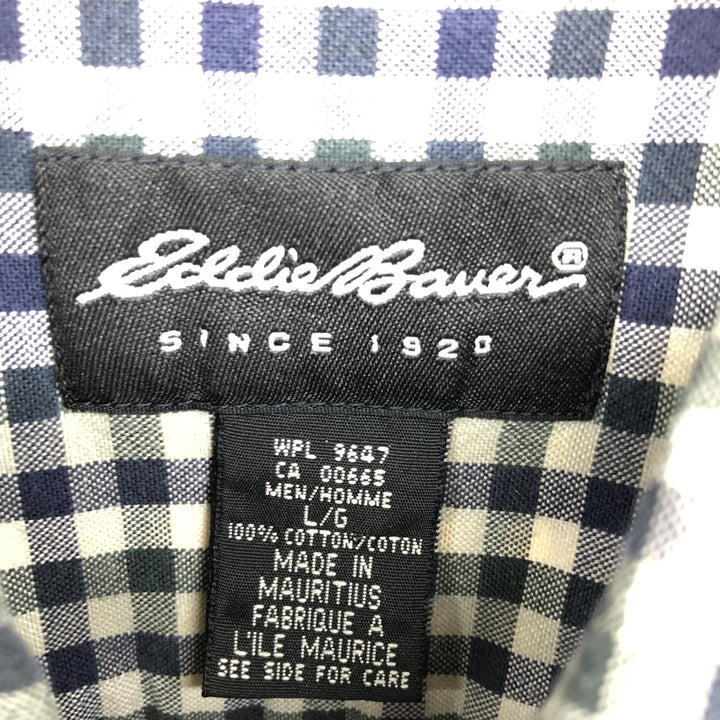 Eddie Bauer®
SINCE 1920
WPL 9647
CA 00665
MEN/HOMME
L/G
100% COTTON/COTON
MADE IN
MAURITIUS
FABRIQUE A
L'ILE MAURICE
SEE SIDE FOR CARE